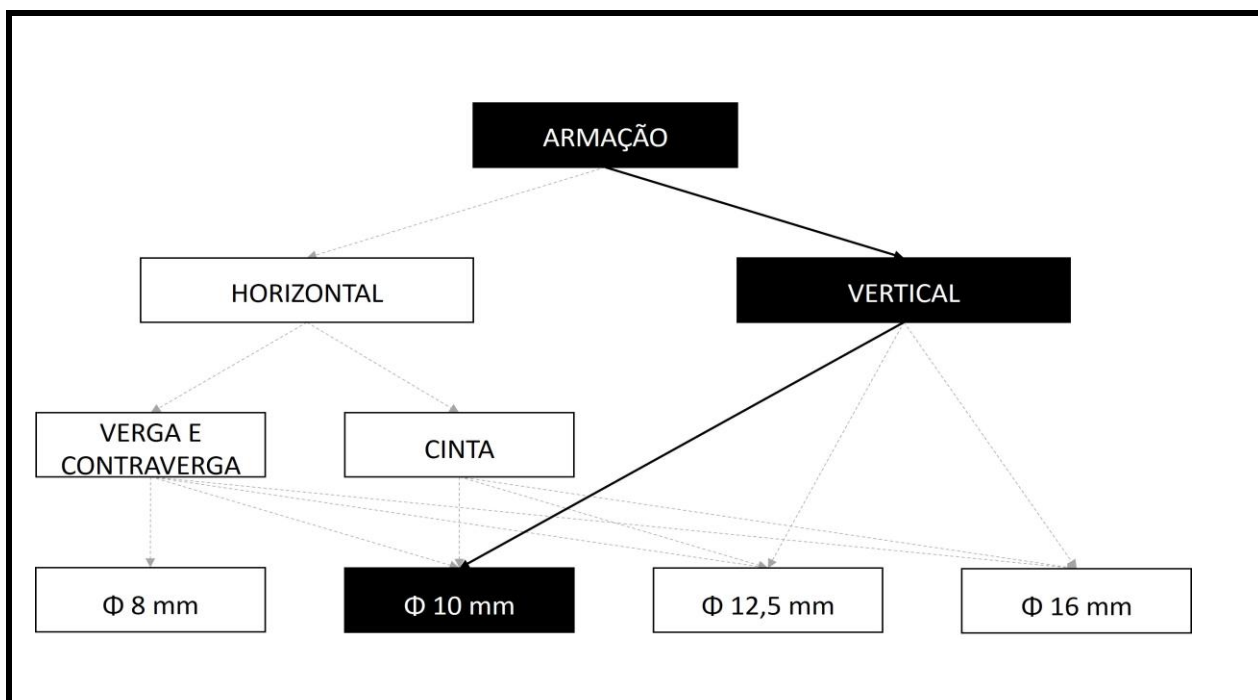 ARMAÇÃO
HORIZONTAL
VERTICAL
VERGA E
CONTRAVERGA
CINTA
Φ 8 mm
Φ 10 mm
Φ 12,5 mm
Φ 16 mm